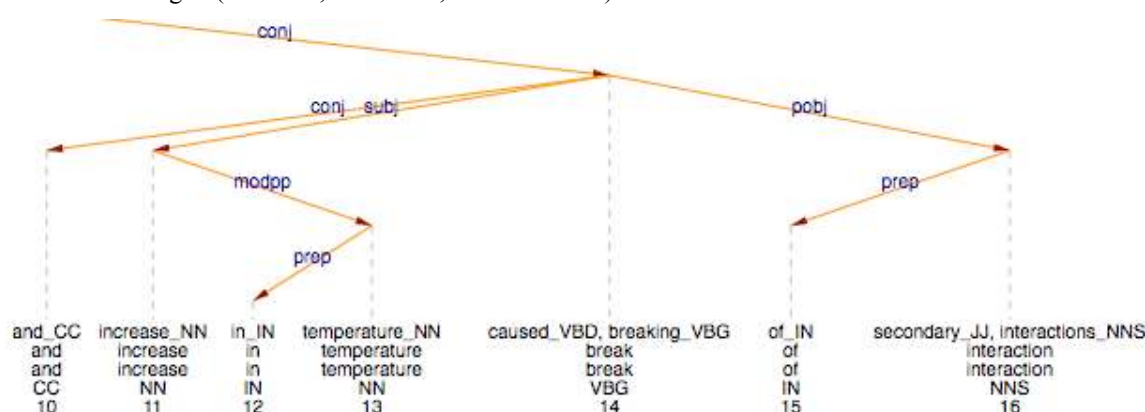 conj
conj subj pobj
modpp prep
prep
and_CC increase_NN in_IN temperature_NN caused_VBD, breaking_VBG of_IN secondary_JJ, interactions_NNS
and increase in temperature break of interaction
and increase in temperature break of interaction
CC NN IN NN VBG IN NNS
10 11 12 13 14 15 16